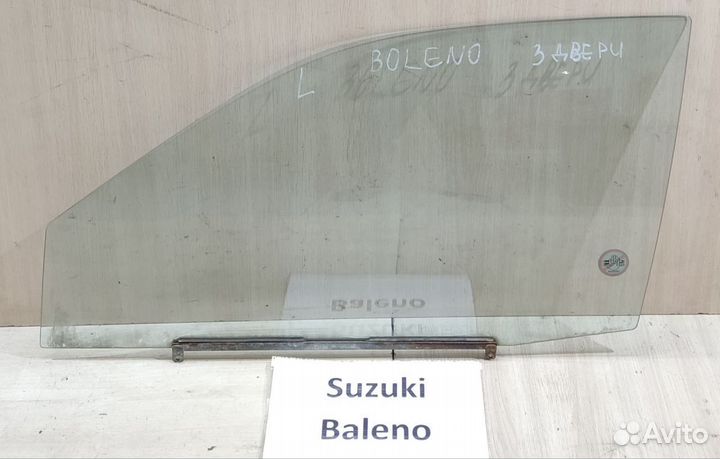 L BOLENO 3 ДВЕРИ
Suzuki
Baleno
Avito